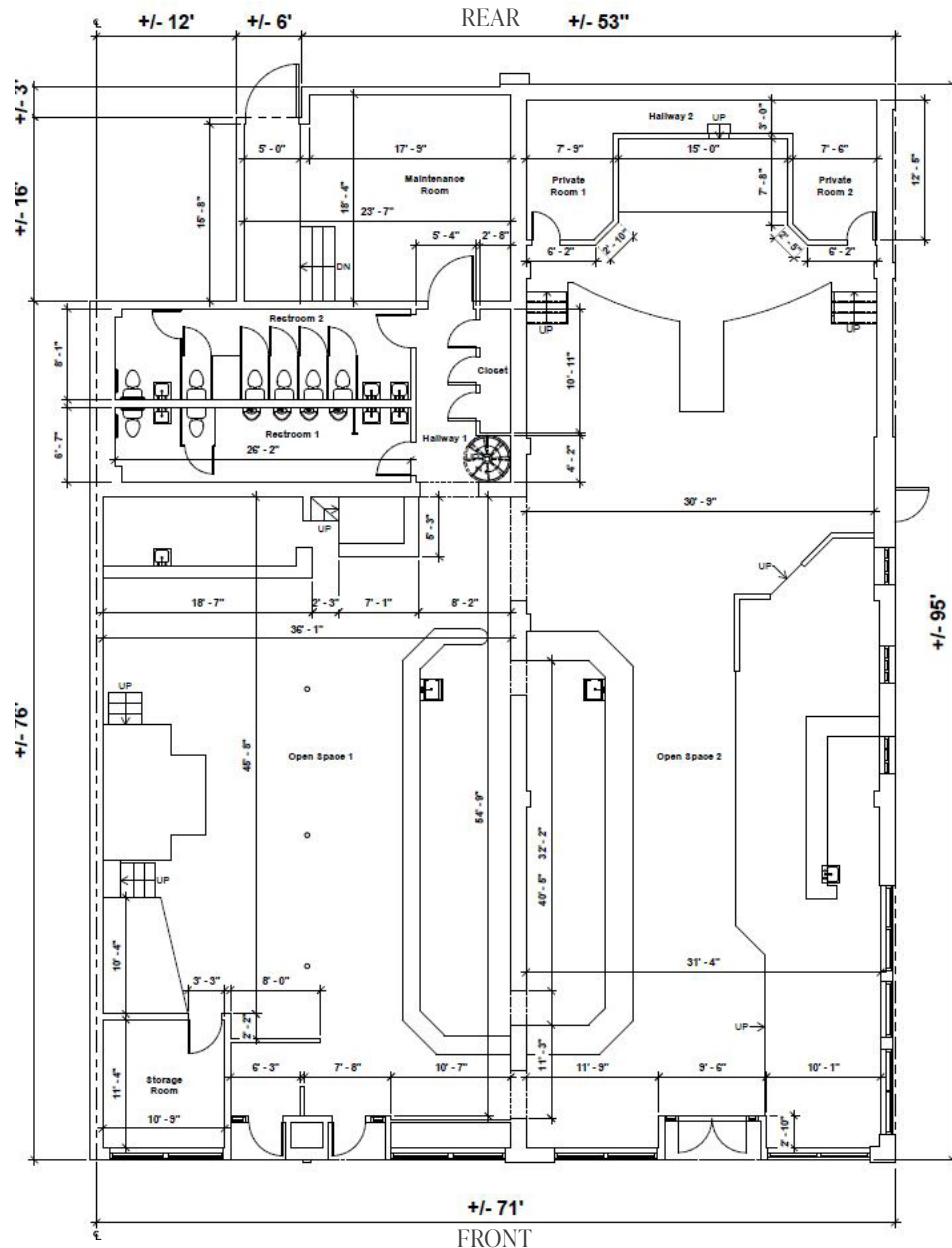 REAR
+/- 12'
+/- 6'
+/- 53"
+/- 3'
+/- 16'
+/- 76'
+/- 95'
Hallway 2
UP
3' - 0"
5' - 0"
17' - 9"
7' - 9"
15' - 0"
7' - 6"
12' - 5"
Maintenance
Room
Private
Room 1
Private
Room 2
7' - 8"
18' - 4"
15' - 8"
23' - 7"
5' - 4"
2' - 8"
6' - 2"
2' - 10"
2' - 5"
6' - 2"
DN
UP
UP
Restroom 2
8' - 1"
Closet
10' - 11"
Restroom 1
Hallway 1
6' - 7"
26' - 2"
4' - 2"
30' - 9"
UP
5' - 3"
UP
18' - 7"
2' - 3"
7' - 1"
8' - 2"
36' - 1"
UP
45' - 8"
Open Space 1
54' - 9"
Open Space 2
32' - 2"
40' - 5"
UP
10' - 4"
31' - 4"
3' - 3"
8' - 0"
2' - 2"
UP
11' - 3"
11' - 4"
Storage
Room
10' - 9"
6' - 3"
7' - 8"
10' - 7"
11' - 9"
9' - 6"
10' - 1"
2' - 10"
+/- 71'
FRONT